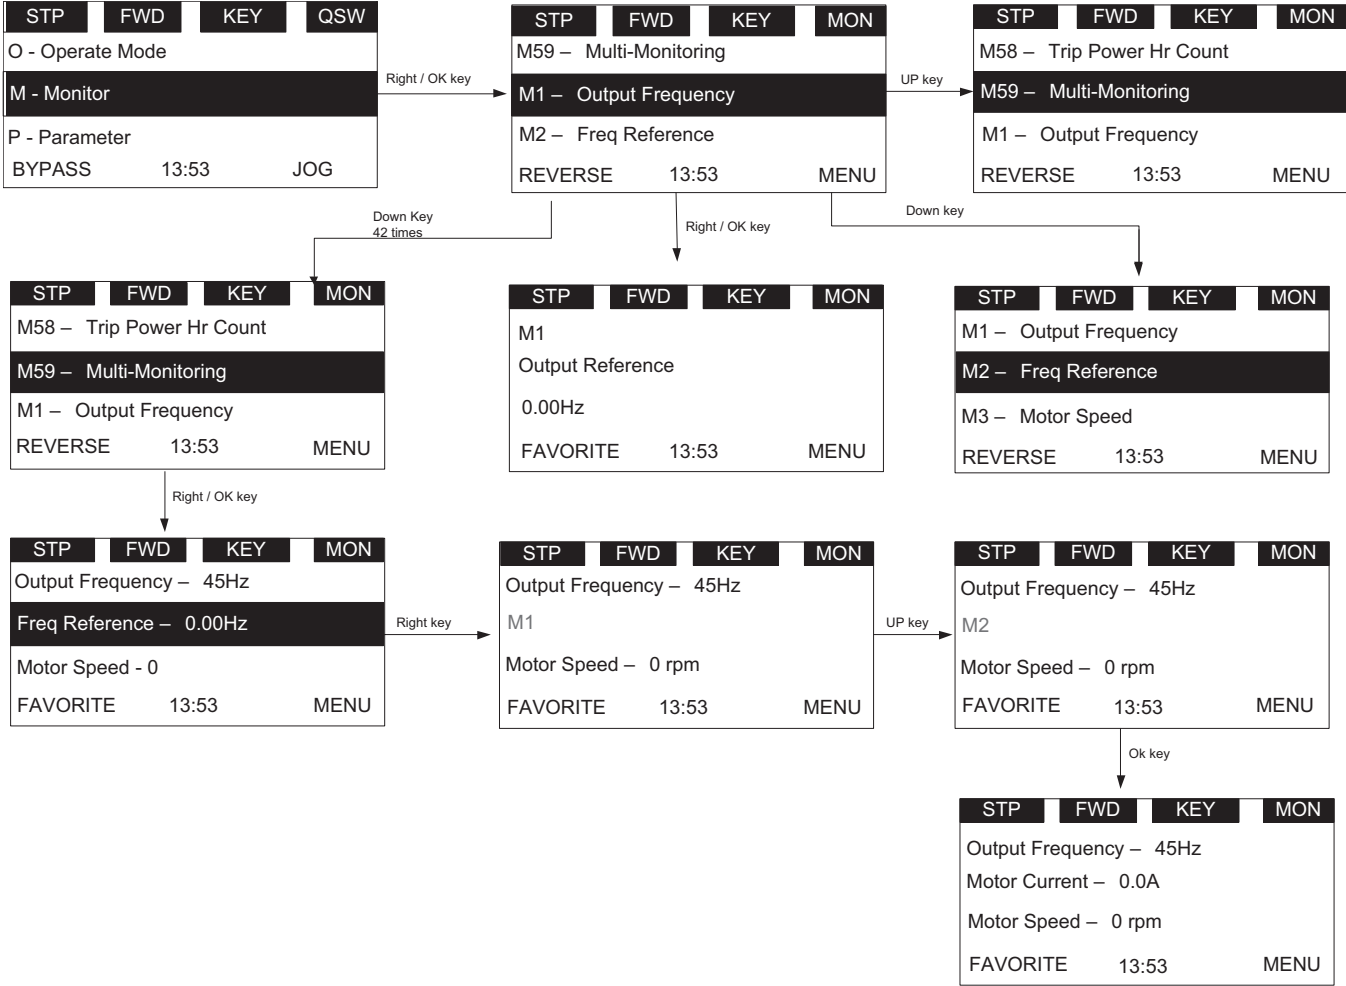 STP FWD KEY QSW
O - Operate Mode
M - Monitor
P - Parameter
BYPASS 13:53 JOG
Right / OK key
STP FWD KEY MON
M59 – Multi-Monitoring
M1 – Output Frequency
M2 – Freq Reference
REVERSE 13:53 MENU
UP key
STP FWD KEY MON
M58 – Trip Power Hr Count
M59 – Multi-Monitoring
M1 – Output Frequency
REVERSE 13:53 MENU
Down Key
42 times
Right / OK key
Down key
STP FWD KEY MON
M58 – Trip Power Hr Count
M59 – Multi-Monitoring
M1 – Output Frequency
REVERSE 13:53 MENU
STP FWD KEY MON
M1
Output Reference
0.00Hz
FAVORITE 13:53 MENU
STP FWD KEY MON
M1 – Output Frequency
M2 – Freq Reference
M3 – Motor Speed
REVERSE 13:53 MENU
Right / OK key
STP FWD KEY MON
Output Frequency – 45Hz
Freq Reference – 0.00Hz
Motor Speed - 0
FAVORITE 13:53 MENU
Right key
STP FWD KEY MON
Output Frequency – 45Hz
M1
Motor Speed – 0 rpm
FAVORITE 13:53 MENU
UP key
STP FWD KEY MON
Output Frequency – 45Hz
M2
Motor Speed – 0 rpm
FAVORITE 13:53 MENU
Ok key
STP FWD KEY MON
Output Frequency – 45Hz
Motor Current – 0.0A
Motor Speed – 0 rpm
FAVORITE 13:53 MENU